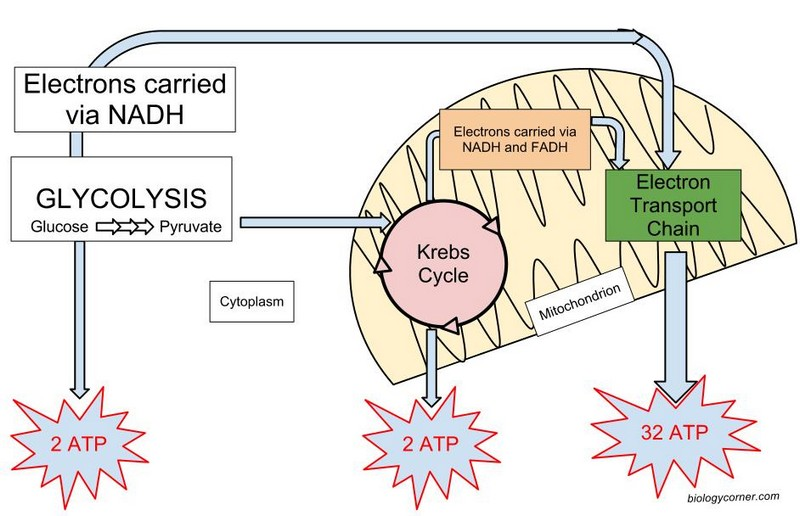 Electrons carried
via NADH
GLYCOLYSIS
Glucose Pyruvate
Electrons carried via
NADH and FADH
Electron
Transport
Chain
Krebs
Cycle
Cytoplasm
Mitochondrion
2 ATP
2 ATP
32 ATP
biologycorner.com